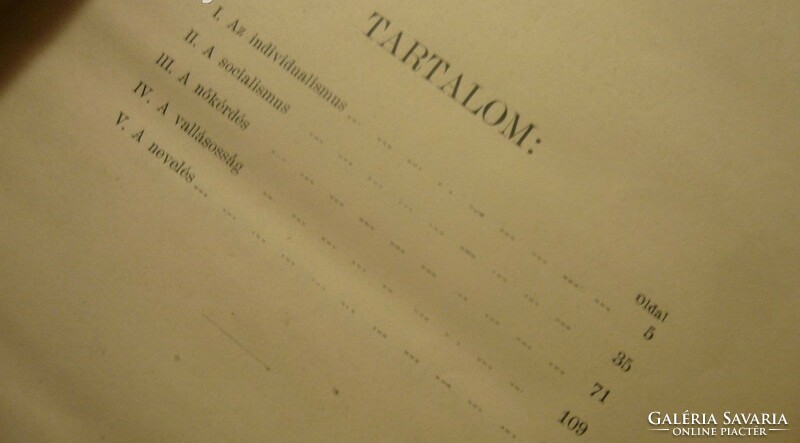 TARTALOM:
Oldal
I. Az individualismus ... 5
II. A socialismus ... 35
III. A nőkérdés ... 71
IV. A vallásosság ... 109
V. A nevelés ...
GALÉRIA SAVARIA
ONLINE PIACTÉR